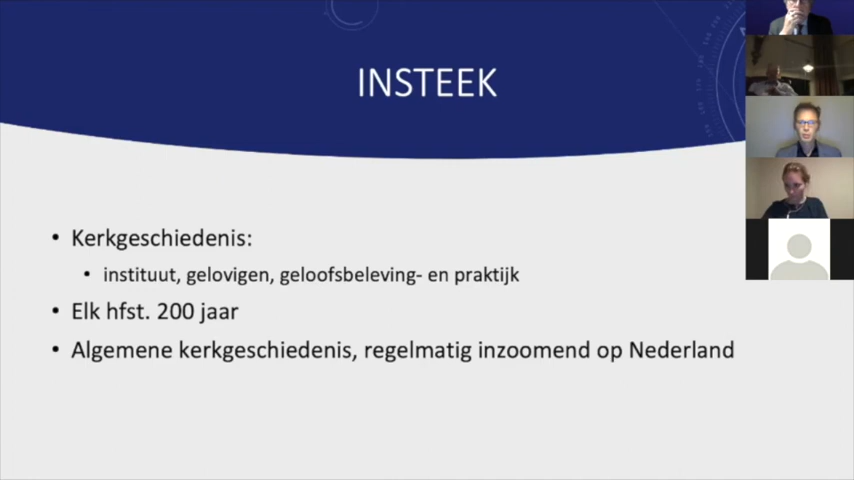 INSTEEK
• Kerkgeschiedenis:
• instituut, gelovigen, geloofsbeleving- en praktijk
• Elk hfst. 200 jaar
• Algemene kerkgeschiedenis, regelmatig inzoomend op Nederland